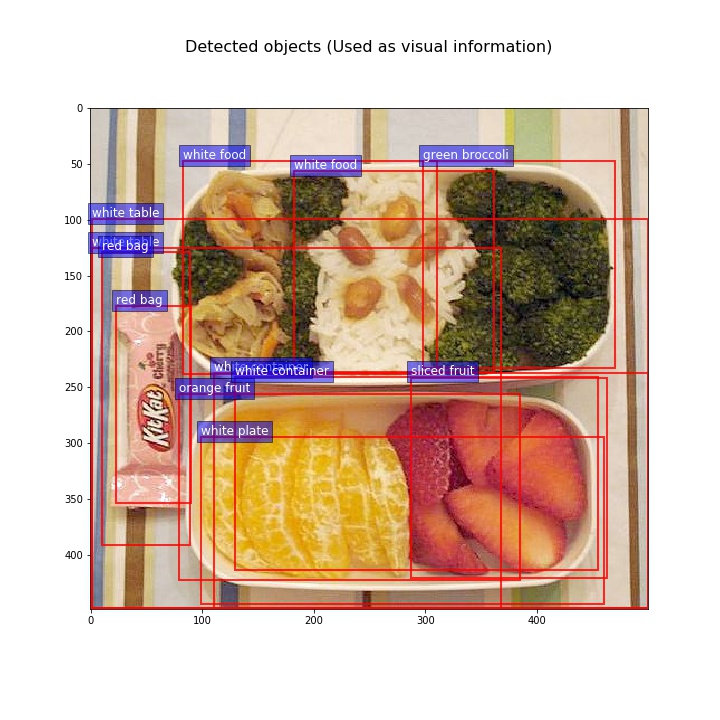 Detected objects (Used as visual information)
0
50
100
150
200
250
300
350
400
0 100 200 300 400
white food
white food
green broccoli
white table
white table
red bag
red bag
white container
white container
sliced fruit
orange fruit
white plate
KitKat
cherry